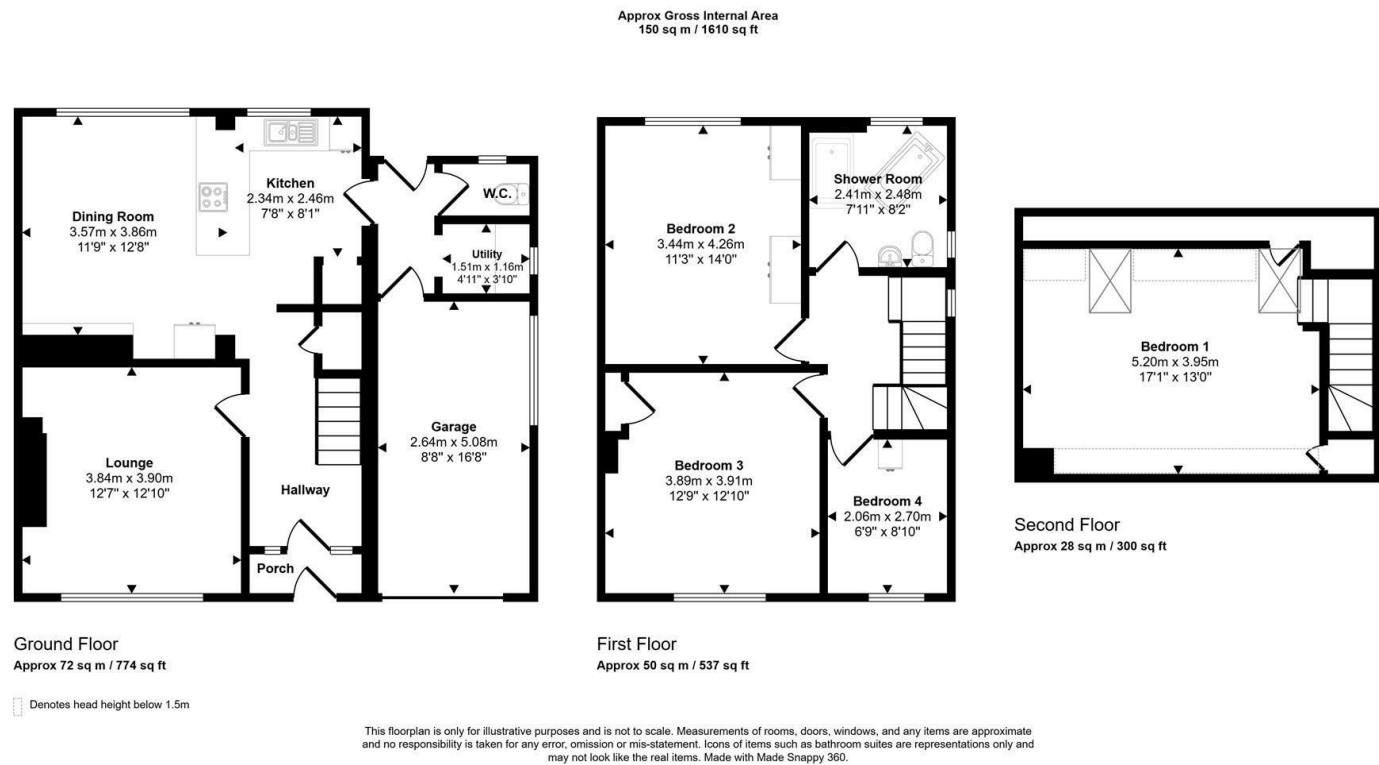 Approx Gross Internal Area
150 sq m / 1610 sq ft
Dining Room
3.57m x 3.86m
11'9" x 12'8"
Kitchen
2.34m x 2.46m
7'8" x 8'1"
W.C.
Utility
1.51m x 1.16m
4'11" x 3'10"
Lounge
3.84m x 3.90m
12'7" x 12'10"
Hallway
Porch
Garage
2.64m x 5.08m
8'8" x 16'8"
Ground Floor
Approx 72 sq m / 774 sq ft
Denotes head height below 1.5m
Bedroom 2
3.44m x 4.26m
11'3" x 14'0"
Shower Room
2.41m x 2.48m
7'11" x 8'2"
Bedroom 3
3.89m x 3.91m
12'9" x 12'10"
Bedroom 4
2.06m x 2.70m
6'9" x 8'10"
First Floor
Approx 50 sq m / 537 sq ft
Bedroom 1
5.20m x 3.95m
17'1" x 13'0"
Second Floor
Approx 28 sq m / 300 sq ft
This floorplan is only for illustrative purposes and is not to scale. Measurements of rooms, doors, windows, and any items are approximate
and no responsibility is taken for any error, omission or mis-statement. Icons of items such as bathroom suites are representations only and
may not look like the real items. Made with Made Snappy 360.